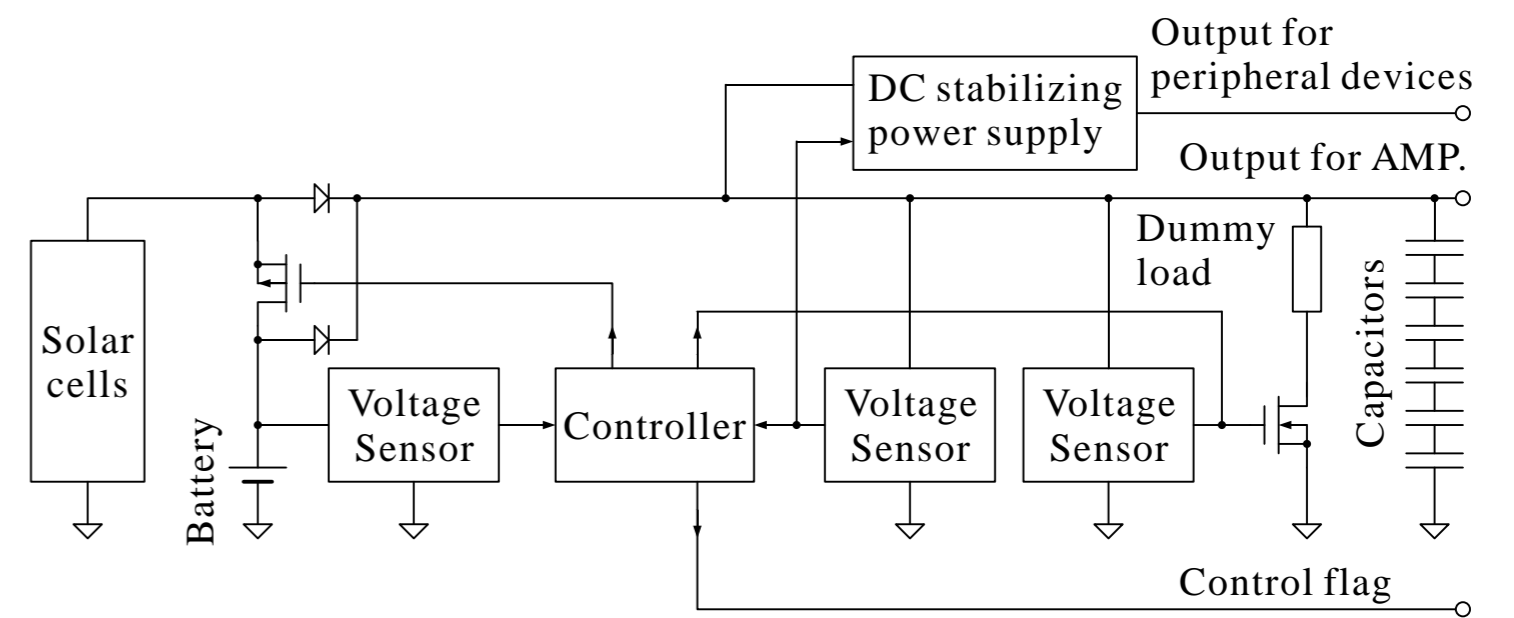 Output for
peripheral devices
DC stabilizing
power supply
Output for AMP.
Dummy
load
Solar
cells
Battery
Voltage
Sensor
Controller
Voltage
Sensor
Voltage
Sensor
Capacitors
Control flag